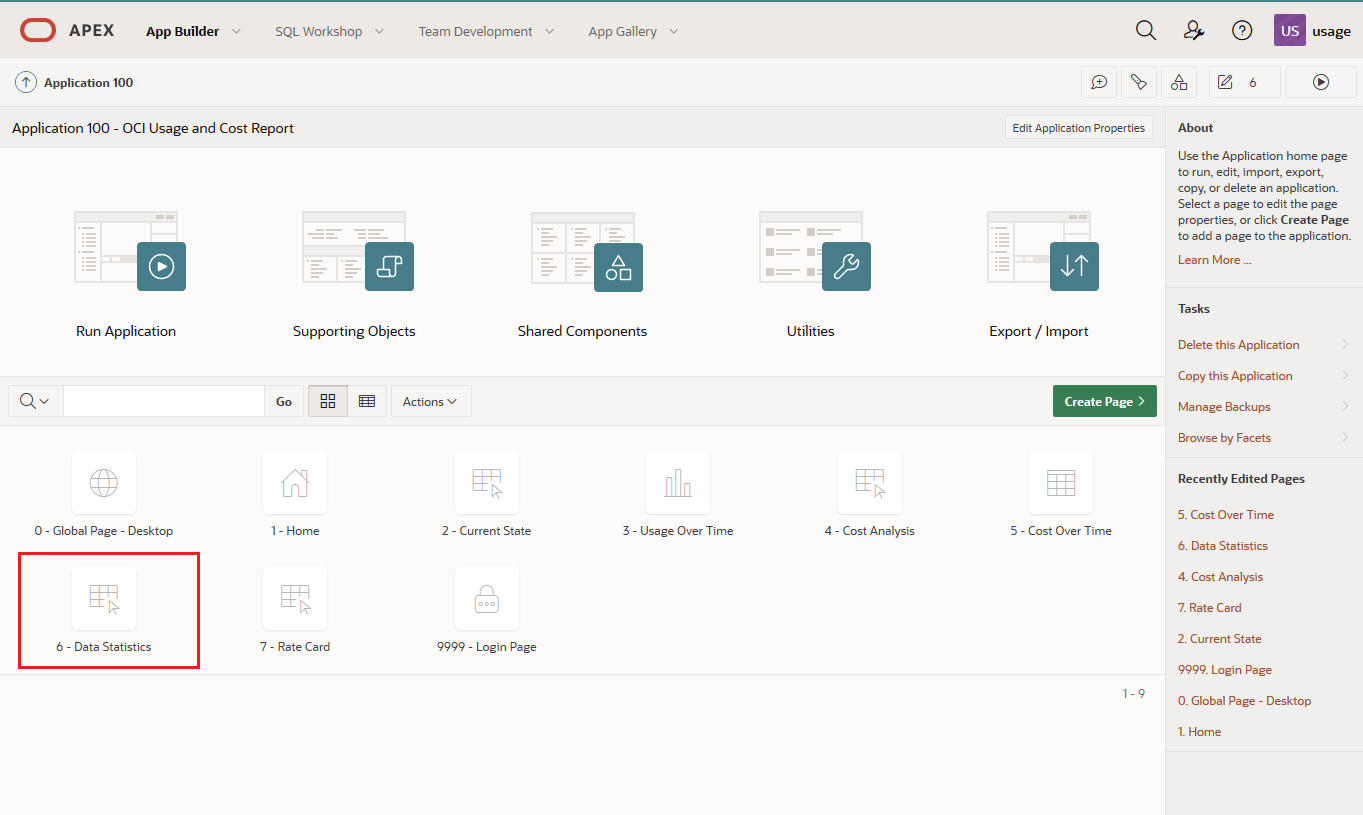 APEX
App Builder
SQL Workshop
Team Development
App Gallery
US
usage
Application 100
6
Application 100 - OCI Usage and Cost Report
Edit Application Properties
Run Application
Supporting Objects
Shared Components
Utilities
Export / Import
Go
Actions
Create Page
0 - Global Page - Desktop
1 - Home
2 - Current State
3 - Usage Over Time
4 - Cost Analysis
5 - Cost Over Time
6 - Data Statistics
7 - Rate Card
9999 - Login Page
1 - 9
About
Use the Application home page
to run, edit, import, export,
copy, or delete an application.
Select a page to edit the page
properties, or click Create Page
to add a page to the application.
Learn More ...
Tasks
Delete this Application
Copy this Application
Manage Backups
Browse by Facets
Recently Edited Pages
5. Cost Over Time
6. Data Statistics
4. Cost Analysis
7. Rate Card
2. Current State
9999. Login Page
0. Global Page - Desktop
1. Home